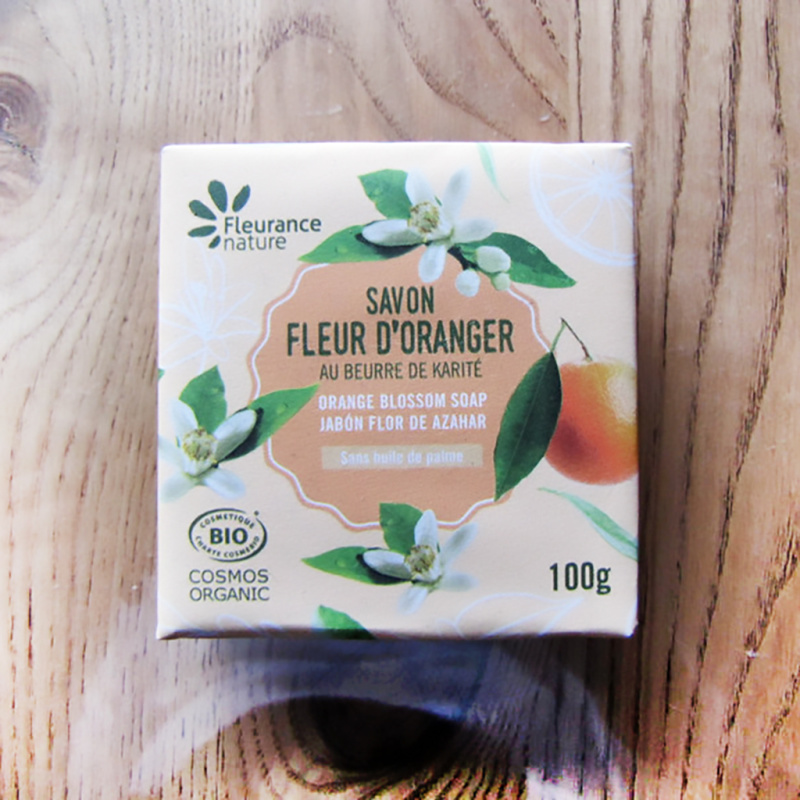 Fleurance
nature
SAVON
FLEUR D'ORANGER
AU BEURRE DE KARITÉ
ORANGE BLOSSOM SOAP
JABÓN FLOR DE AZAHAR
Sans huile de palme
COSMETIQUE
BIO
CHARTE COSMEBIO
COSMOS
ORGANIC
100g